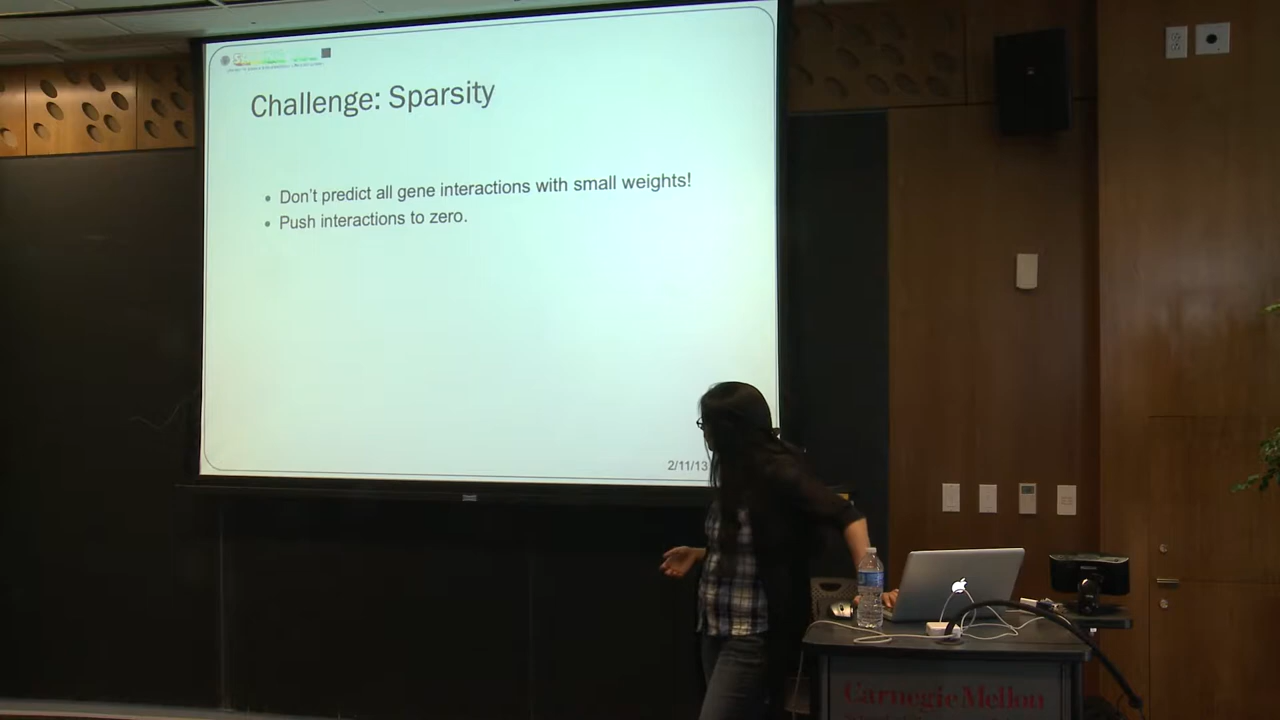 Challenge: Sparsity
• Don't predict all gene interactions with small weights!
• Push interactions to zero.
2/11/13
Carnegie Mellon